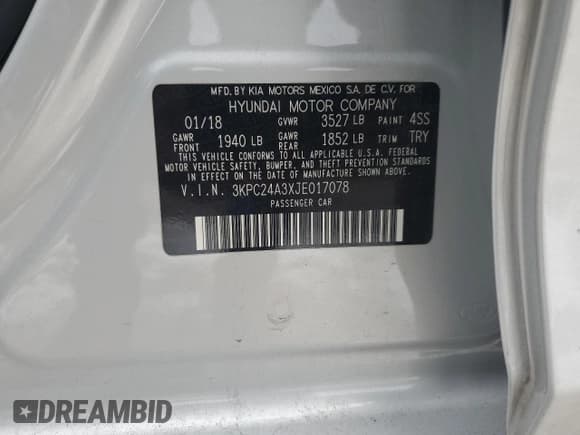 MFD. BY KIA MOTORS MEXICO S.A. DE C.V. FOR
HYUNDAI MOTOR COMPANY
01/18 GVWR 3527 LB PAINT 4SS
GAWR FRONT 1940 LB GAWR REAR 1852 LB TRIM TRY
THIS VEHICLE CONFORMS TO ALL APPLICABLE U.S.A. FEDERAL
MOTOR VEHICLE SAFETY, BUMPER, AND THEFT PREVENTION STANDARDS
IN EFFECT ON THE DATE OF MANUFACTURE SHOWN ABOVE.
V.I.N. 3KPC24A3XJE017078
PASSENGER CAR
DREAMBID